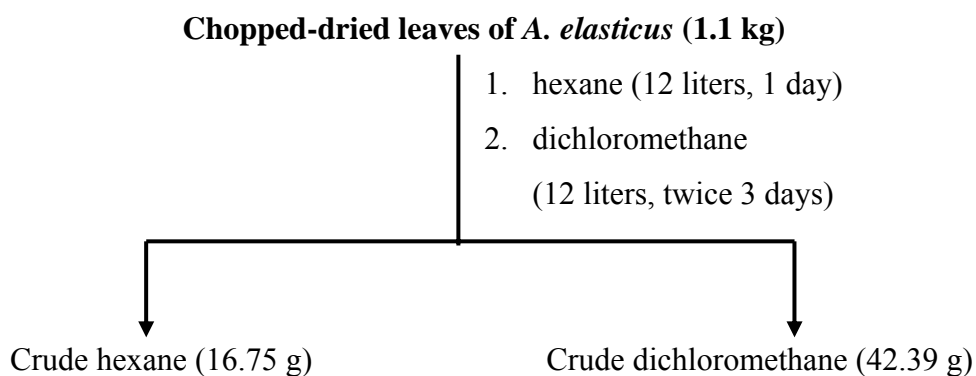 Chopped-dried leaves of A. elasticus (1.1 kg)
1. hexane (12 liters, 1 day)
2. dichloromethane
(12 liters, twice 3 days)
Crude hexane (16.75 g)
Crude dichloromethane (42.39 g)